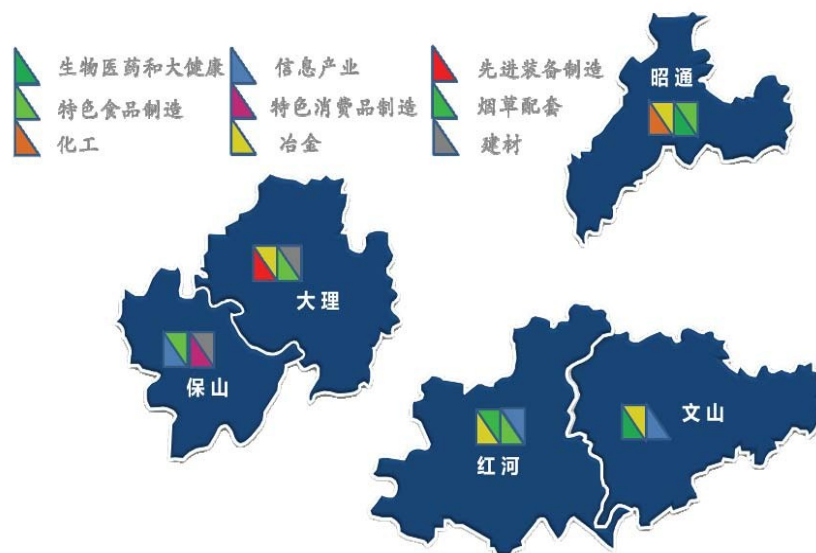 生物医药和大健康
信息产业
先进装备制造
特色食品制造
特色消费品制造
烟草配套
化工
冶金
建材
昭通
大理
保山
文山
红河